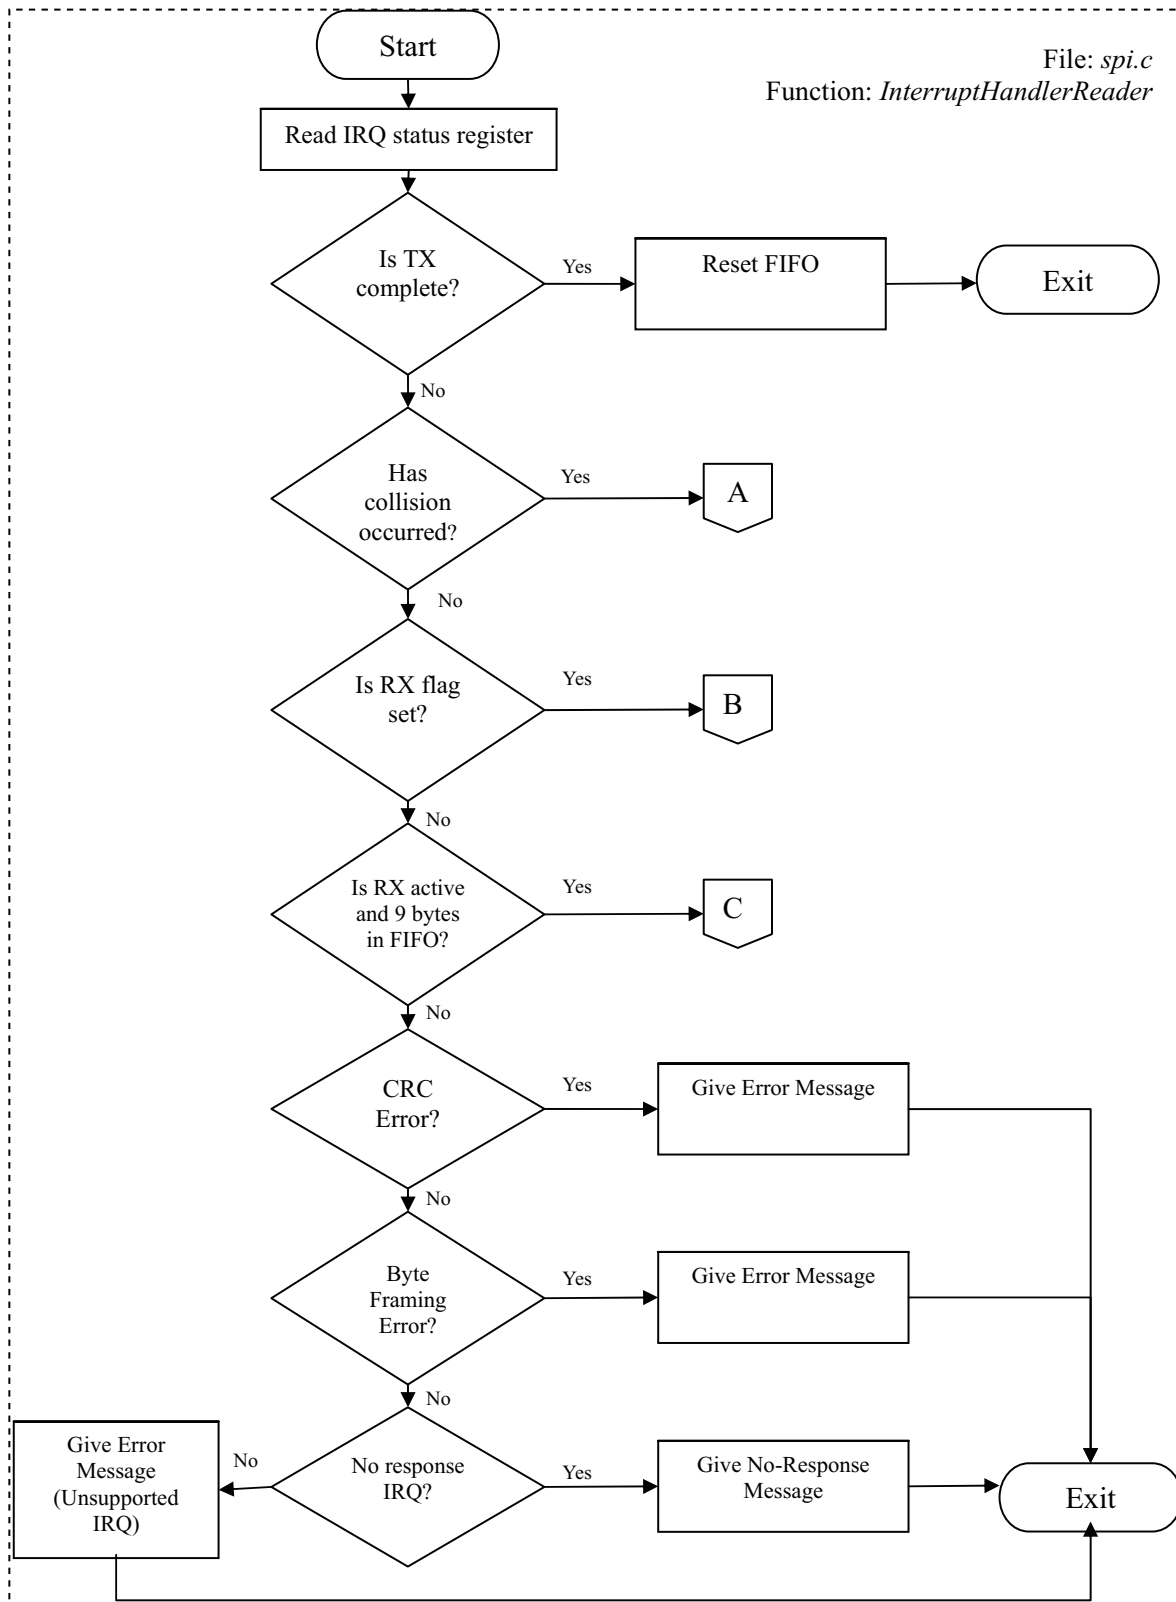 Start
File: spi.c
Function: InterruptHandlerReader
Read IRQ status register
Is TX
complete?
Yes
Reset FIFO
Exit
No
Has
collision
occurred?
Yes
A
No
Is RX flag
set?
Yes
B
No
Is RX active
and 9 bytes
in FIFO?
Yes
C
No
CRC
Error?
Yes
Give Error Message
No
Byte
Framing
Error?
Yes
Give Error Message
No
Give Error
Message
(Unsupported
IRQ)
No
No response
IRQ?
Yes
Give No-Response
Message
Exit